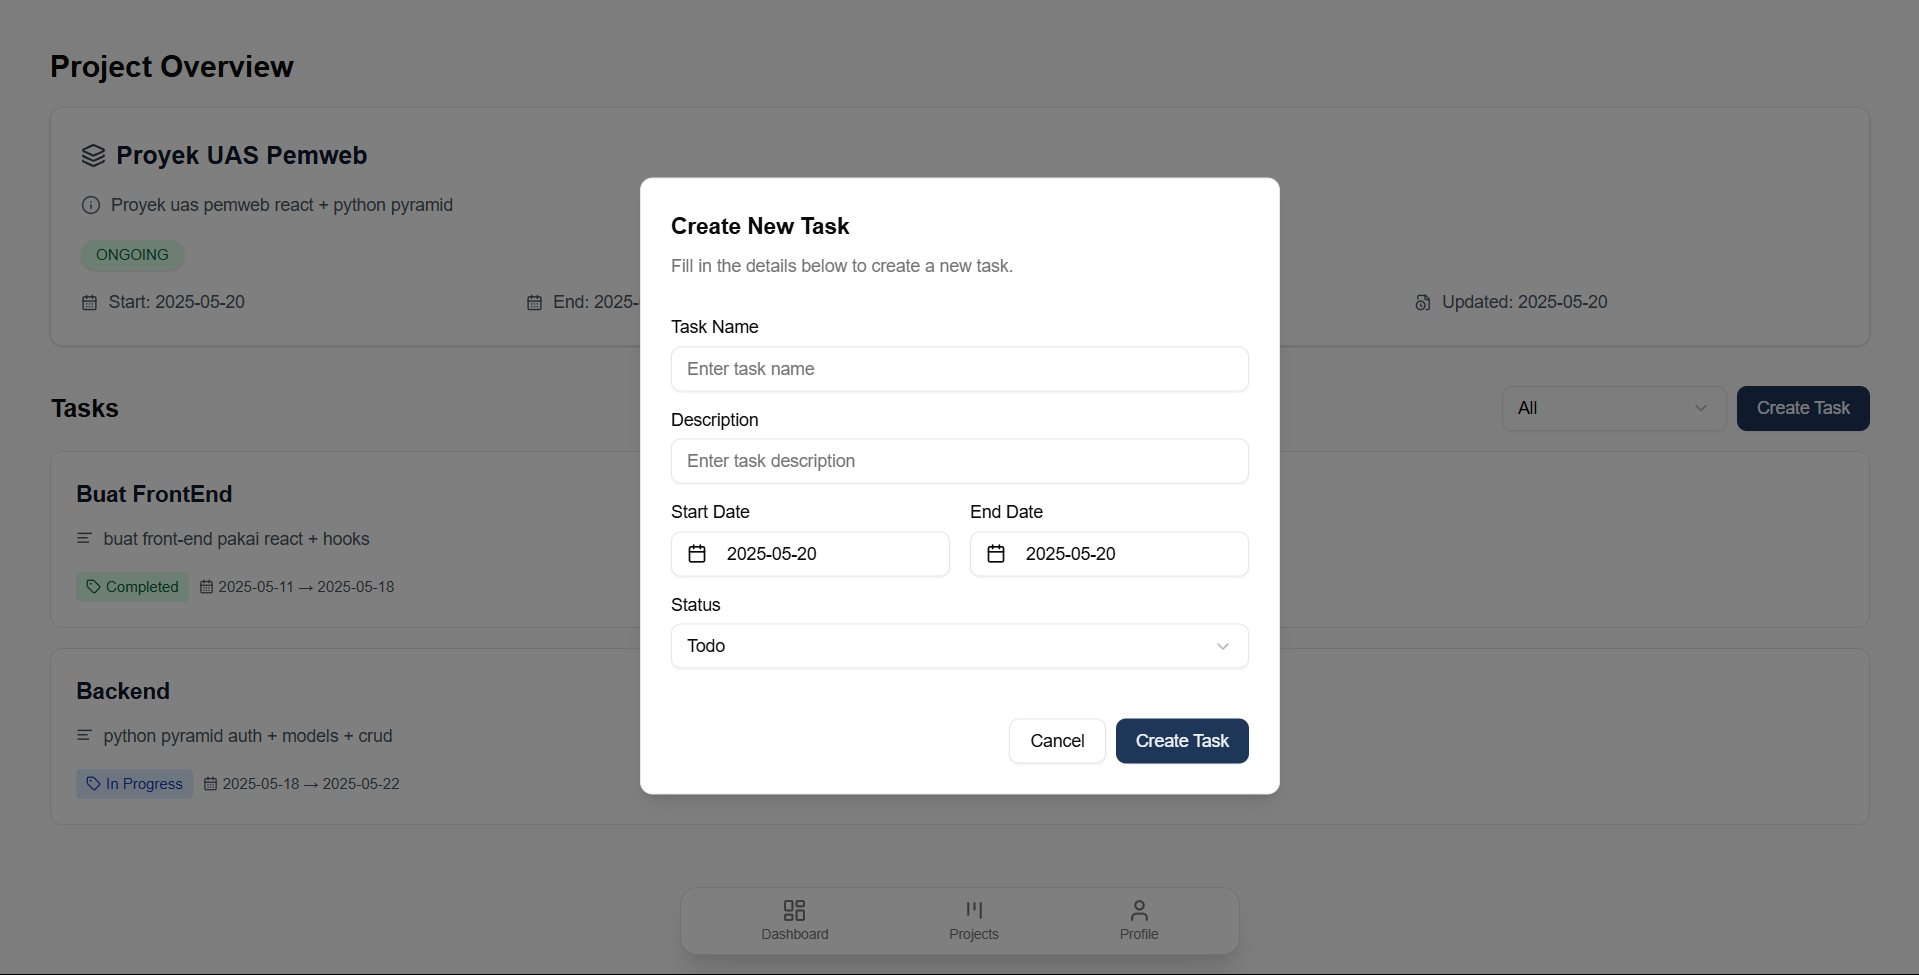 Project Overview
Proyek UAS Pemweb
Proyek uas pemweb react + python pyramid
ONGOING
Start: 2025-05-20
End: 2025-
Updated: 2025-05-20
Tasks
All
Create Task
Buat FrontEnd
buat front-end pakai react + hooks
Completed
2025-05-11 → 2025-05-18
Backend
python pyramid auth + models + crud
In Progress
2025-05-18 → 2025-05-22
Create New Task
Fill in the details below to create a new task.
Task Name
Enter task name
Description
Enter task description
Start Date
End Date
2025-05-20
2025-05-20
Status
Todo
Cancel
Create Task
Dashboard
Projects
Profile